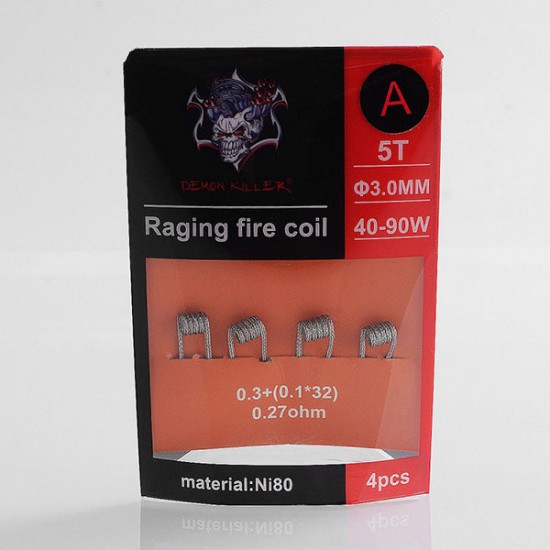 A
5T
Φ3.0MM
40-90W
DEMON KILLER®
Raging fire coil
0.3+(0.1*32)
0.27ohm
material:Ni80
4pcs